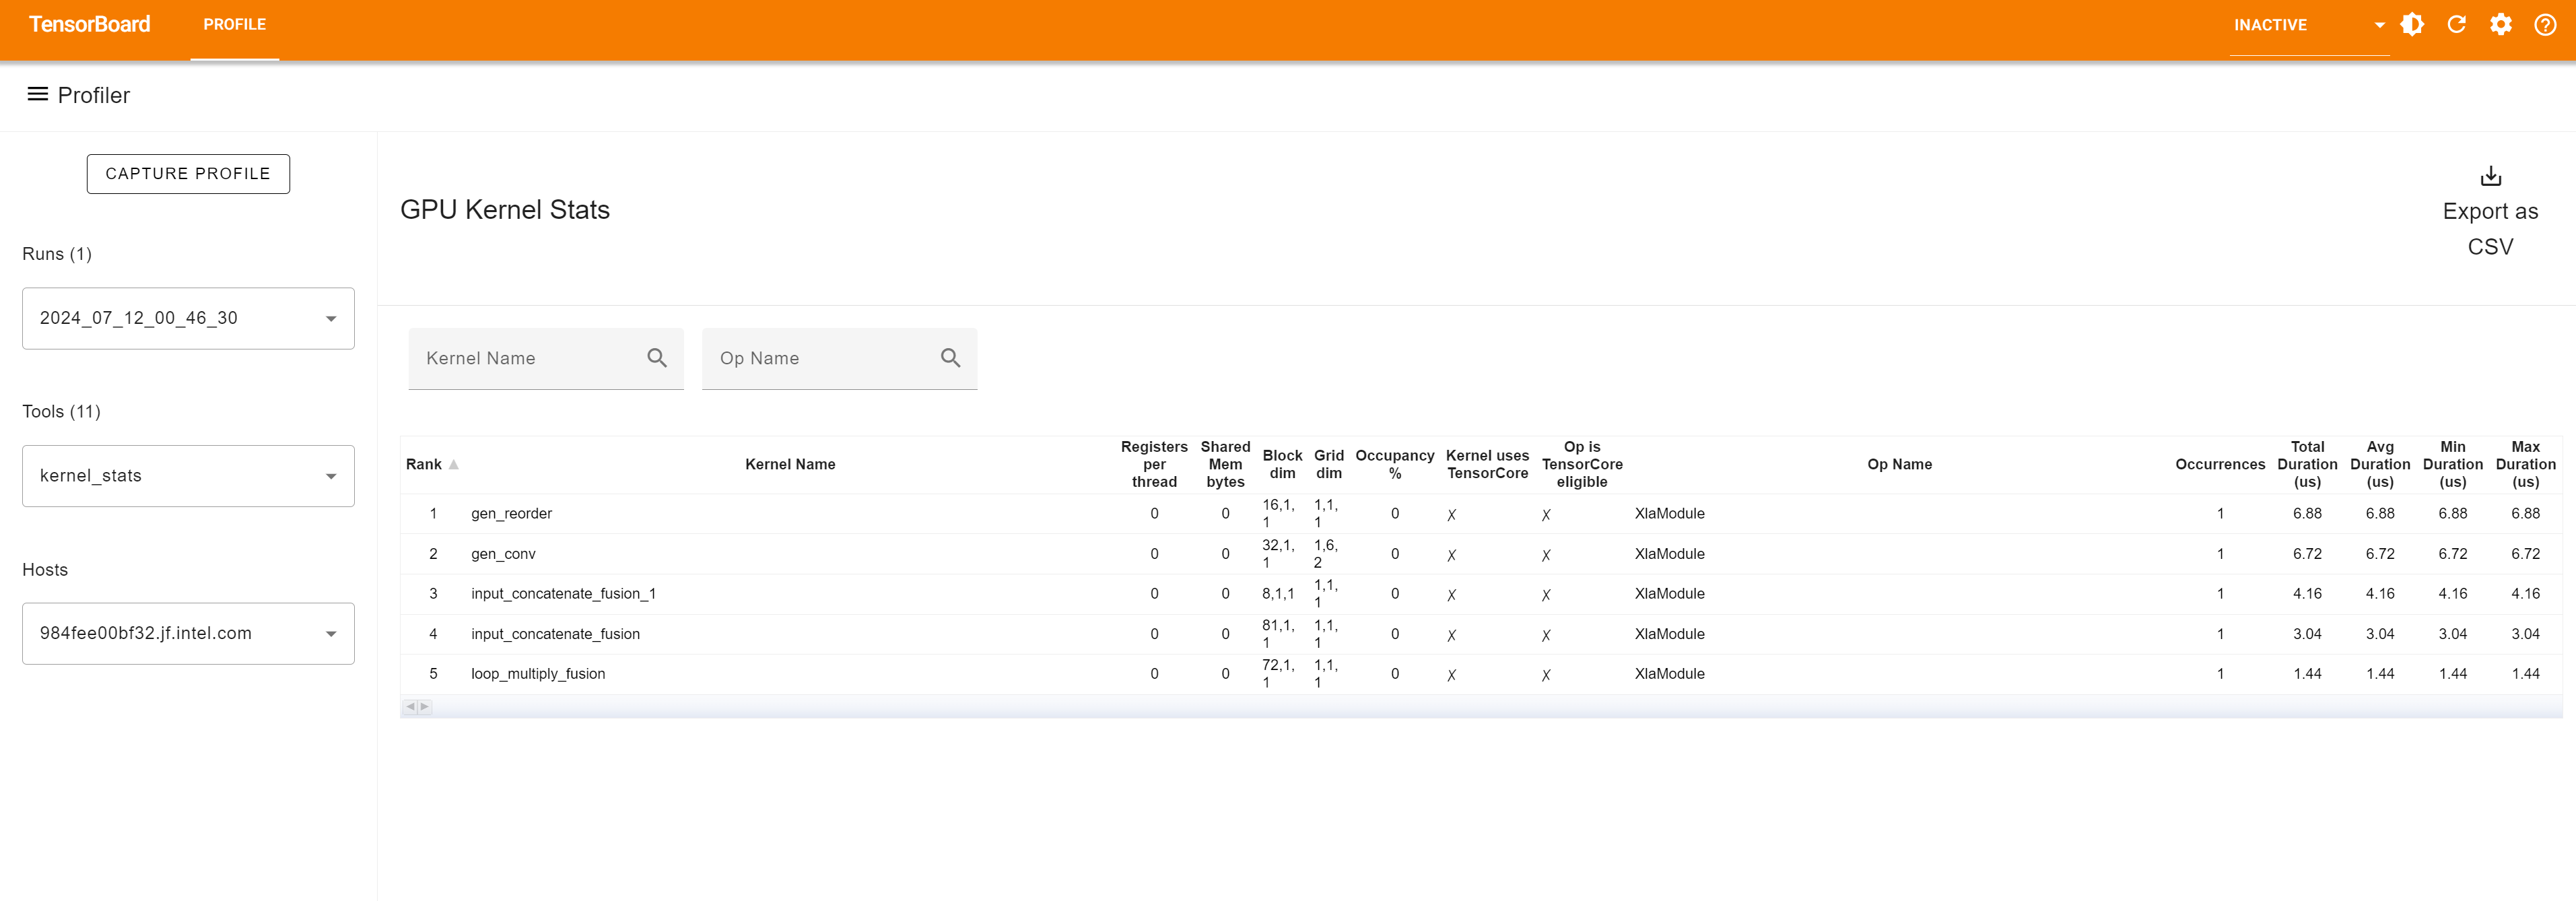 TensorBoard PROFILE INACTIVE
Profiler
CAPTURE PROFILE
Runs (1)
2024_07_12_00_46_30
Tools (11)
kernel_stats
Hosts
984fee00bf32.jf.intel.com
GPU Kernel Stats
Export as
CSV
Kernel Name
Op Name
Rank Kernel Name Registers per thread Shared Mem bytes Block dim Grid dim Occupancy % Kernel uses TensorCore Op is TensorCore eligible Op Name Occurrences Total Duration (us) Avg Duration (us) Min Duration (us) Max Duration (us)
1 gen_reorder 0 0 16,1,1 1,1,1 0 ✗ ✗ XlaModule 1 6.88 6.88 6.88 6.88
2 gen_conv 0 0 32,1,1 1,6,2 0 ✗ ✗ XlaModule 1 6.72 6.72 6.72 6.72
3 input_concatenate_fusion_1 0 0 8,1,1 1,1,1 0 ✗ ✗ XlaModule 1 4.16 4.16 4.16 4.16
4 input_concatenate_fusion 0 0 81,1,1 1,1,1 0 ✗ ✗ XlaModule 1 3.04 3.04 3.04 3.04
5 loop_multiply_fusion 0 0 72,1,1 1,1,1 0 ✗ ✗ XlaModule 1 1.44 1.44 1.44 1.44